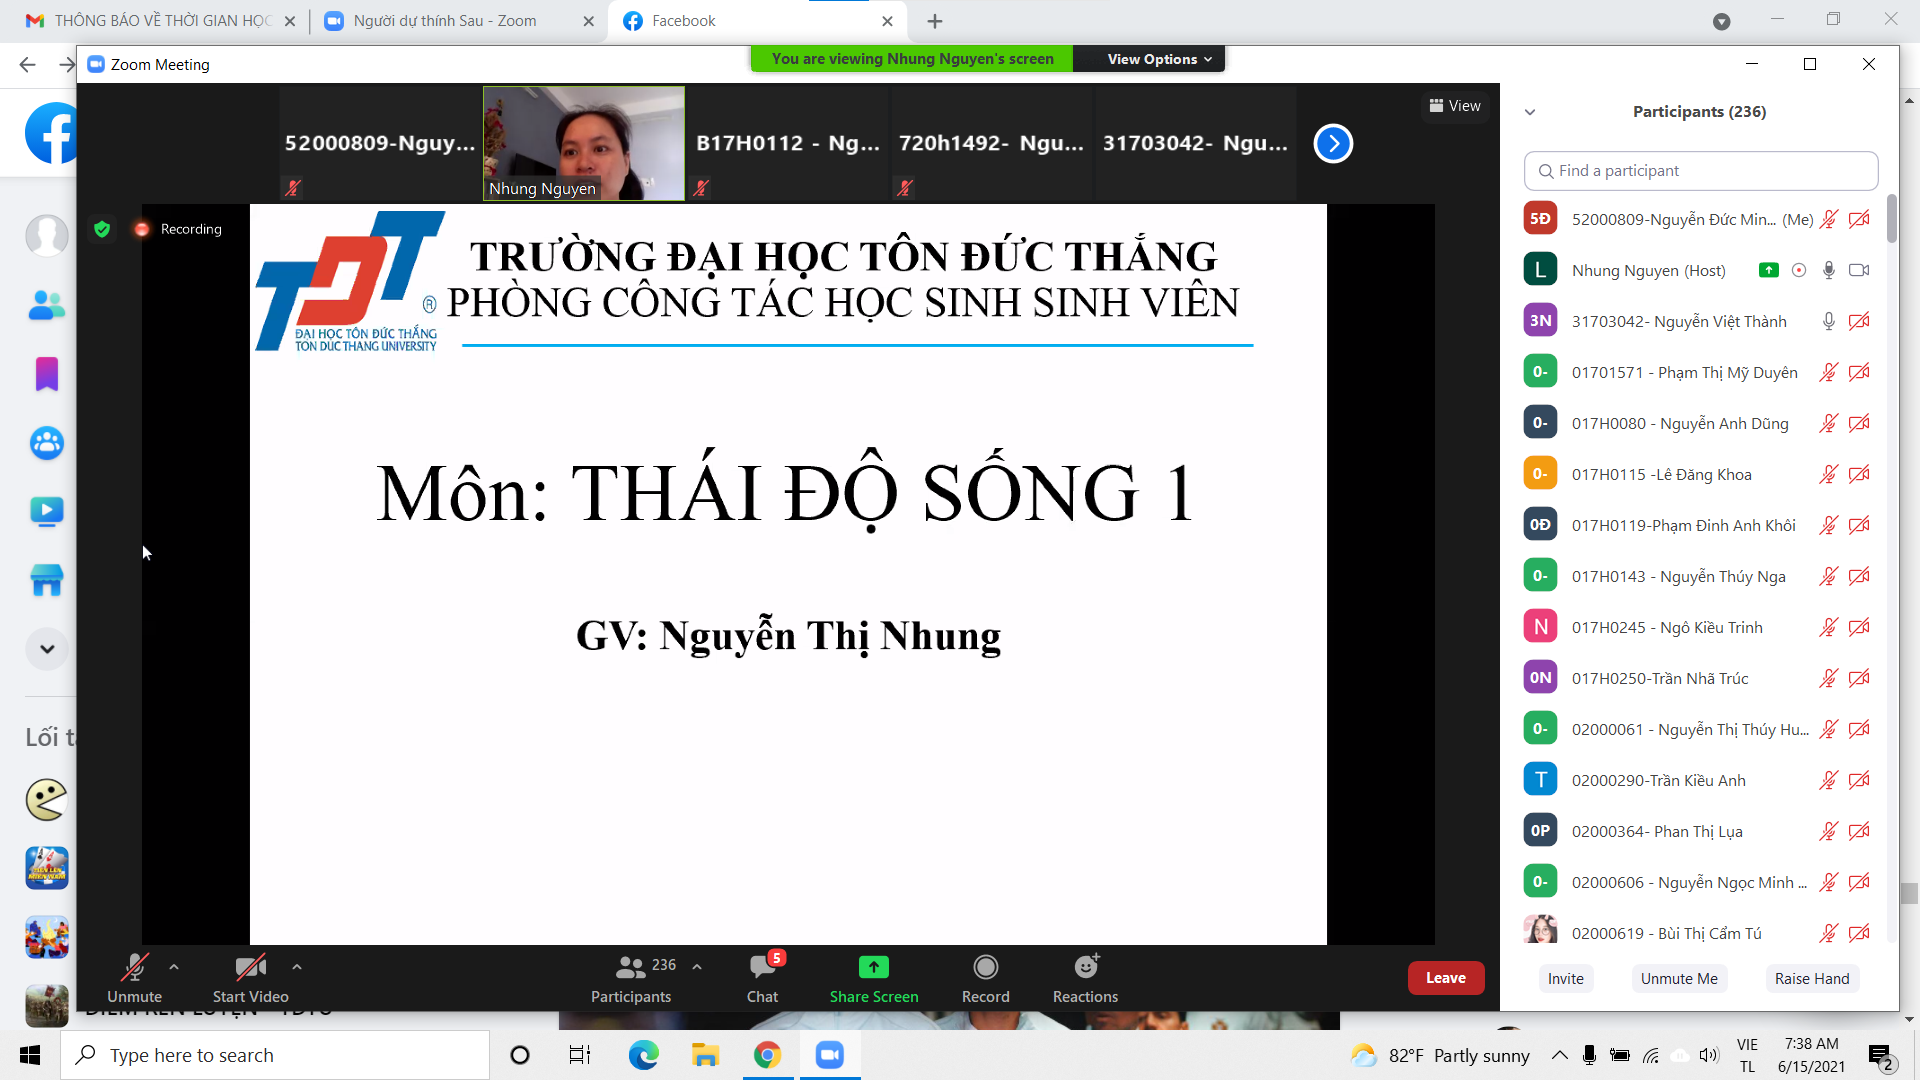 THÔNG BÁO VỀ THỜI GIAN HỌC
Người dự thính Sau - Zoom
Facebook
Zoom Meeting
You are viewing Nhung Nguyen's screen
View Options
View
52000809-Nguy...
Nhung Nguyen
B17H0112 - Ng...
720h1492- Ngu...
31703042- Ngu...
Recording
TDT
®
ĐẠI HỌC TÔN ĐỨC THẮNG
TON DUC THANG UNIVERSITY
TRƯỜNG ĐẠI HỌC TÔN ĐỨC THẮNG
PHÒNG CÔNG TÁC HỌC SINH SINH VIÊN
Môn: THÁI ĐỘ SỐNG 1
GV: Nguyễn Thị Nhung
Participants (236)
Find a participant
5Đ 52000809-Nguyễn Đức Min... (Me)
L Nhung Nguyen (Host)
3N 31703042- Nguyễn Việt Thành
0- 01701571 - Phạm Thị Mỹ Duyên
0- 017H0080 - Nguyễn Anh Dũng
0- 017H0115 -Lê Đăng Khoa
0Đ 017H0119-Phạm Đinh Anh Khôi
0- 017H0143 - Nguyễn Thúy Nga
N 017H0245 - Ngô Kiều Trinh
0N 017H0250-Trần Nhã Trúc
0- 02000061 - Nguyễn Thị Thúy Hu...
T 02000290-Trần Kiều Anh
0P 02000364- Phan Thị Lụa
0- 02000606 - Nguyễn Ngọc Minh ...
02000619 - Bùi Thị Cẩm Tú
Invite
Unmute Me
Raise Hand
Lối t
Unmute
Start Video
236
Participants
5
Chat
Share Screen
Record
Reactions
Leave
ĐIỂM RÈN LUYỆN - TDTU
Type here to search
82°F Partly sunny
VIE
TL
7:38 AM
6/15/2021
2